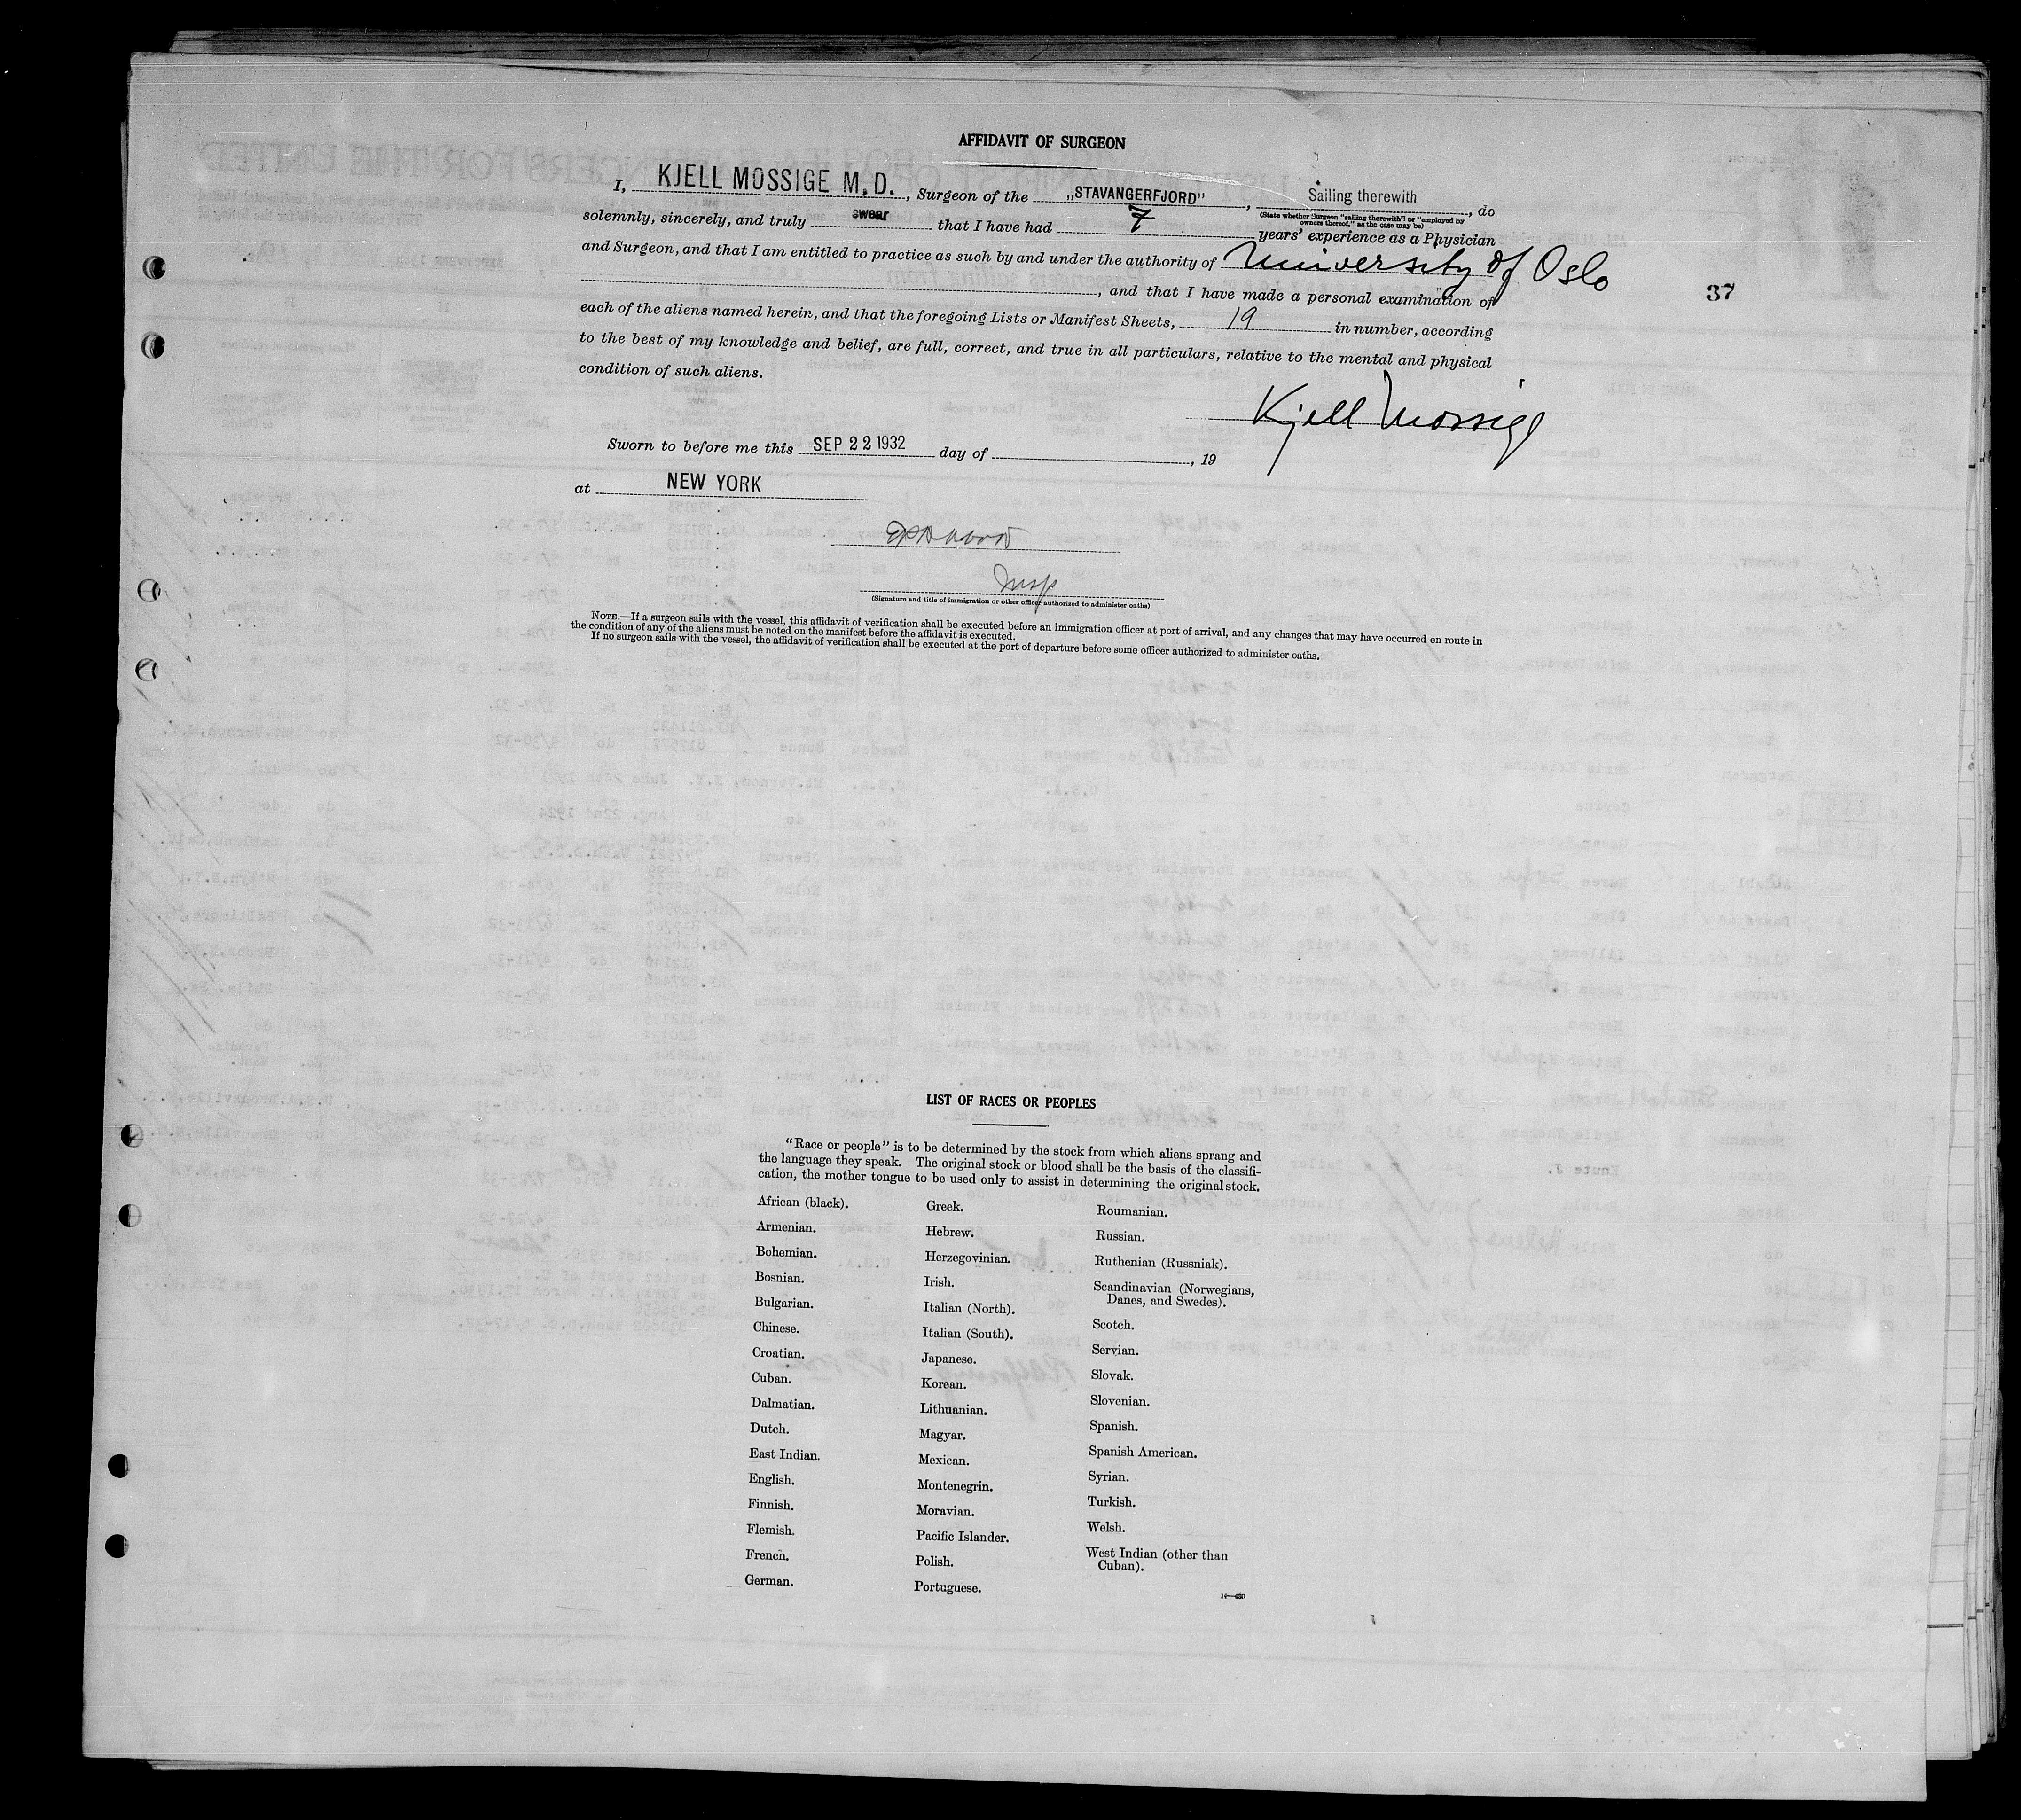 AFFIDAVIT OF SURGEON
I, KJELL MOSSIGE M.D., Surgeon of the „STAVANGERFJORD", Sailing therewith, do
(State whether Surgeon "sailing therewith" or "employed by
owners thereof," as the case may be)
solemnly, sincerely, and truly swear that I have had 7 years' experience as a Physician
and Surgeon, and that I am entitled to practice as such by and under the authority of University of Oslo
, and that I have made a personal examination of
37
each of the aliens named herein, and that the foregoing Lists or Manifest Sheets, 19 in number, according
to the best of my knowledge and belief, are full, correct, and true in all particulars, relative to the mental and physical
condition of such aliens.
Kjell Mossige
Sworn to before me this SEP 22 1932 day of , 19
at NEW YORK
Insp
(Signature and title of immigration or other officer authorized to administer oaths)
NOTE.—If a surgeon sails with the vessel, this affidavit of verification shall be executed before an immigration officer at port of arrival, and any changes that may have occurred en route in
the condition of any of the aliens must be noted on the manifest before the affidavit is executed.
If no surgeon sails with the vessel, the affidavit of verification shall be executed at the port of departure before some officer authorized to administer oaths.
LIST OF RACES OR PEOPLES
"Race or people" is to be determined by the stock from which aliens sprang and
the language they speak. The original stock or blood shall be the basis of the classifi-
cation, the mother tongue to be used only to assist in determining the original stock.
African (black).
Armenian.
Bohemian.
Bosnian.
Bulgarian.
Chinese.
Croatian.
Cuban.
Dalmatian.
Dutch.
East Indian.
English.
Finnish.
Flemish.
French.
German.
Greek.
Hebrew.
Herzegovinian.
Irish.
Italian (North).
Italian (South).
Japanese.
Korean.
Lithuanian.
Magyar.
Mexican.
Montenegrin.
Moravian.
Pacific Islander.
Polish.
Portuguese.
Roumanian.
Russian.
Ruthenian (Russniak).
Scandinavian (Norwegians,
Danes, and Swedes).
Scotch.
Servian.
Slovak.
Slovenian.
Spanish.
Spanish American.
Syrian.
Turkish.
Welsh.
West Indian (other than
Cuban).